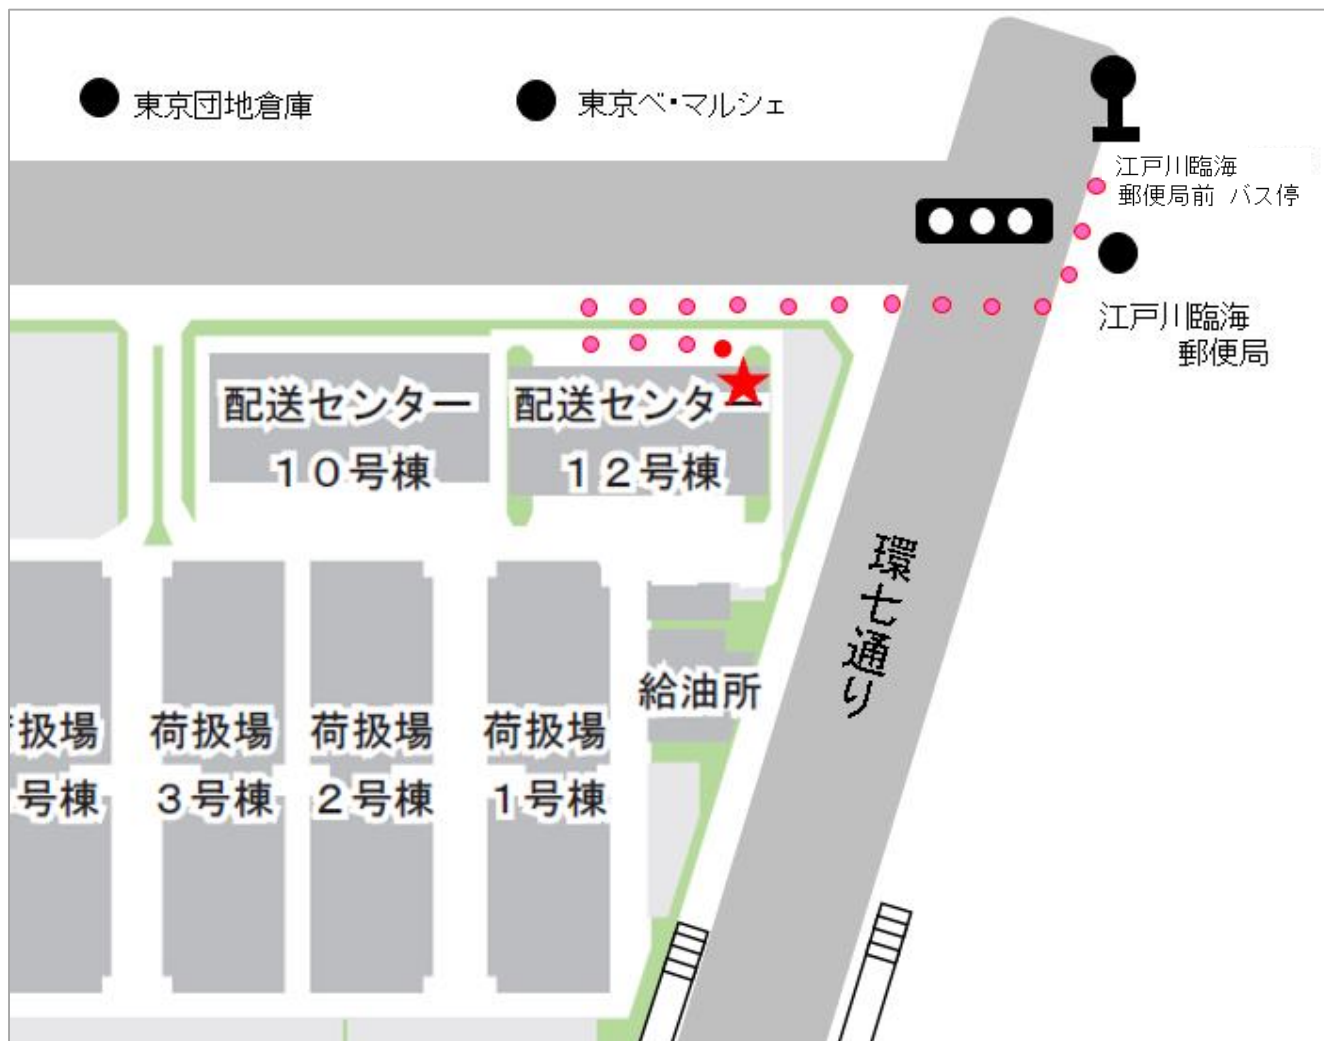 東京団地倉庫
東京ベ・マルシェ
江戸川臨海
郵便局前 バス停
江戸川臨海
郵便局
配送センター
10号棟
配送センター
12号棟
環七通り
給油所
扱場
号棟
荷扱場
3号棟
荷扱場
2号棟
荷扱場
1号棟